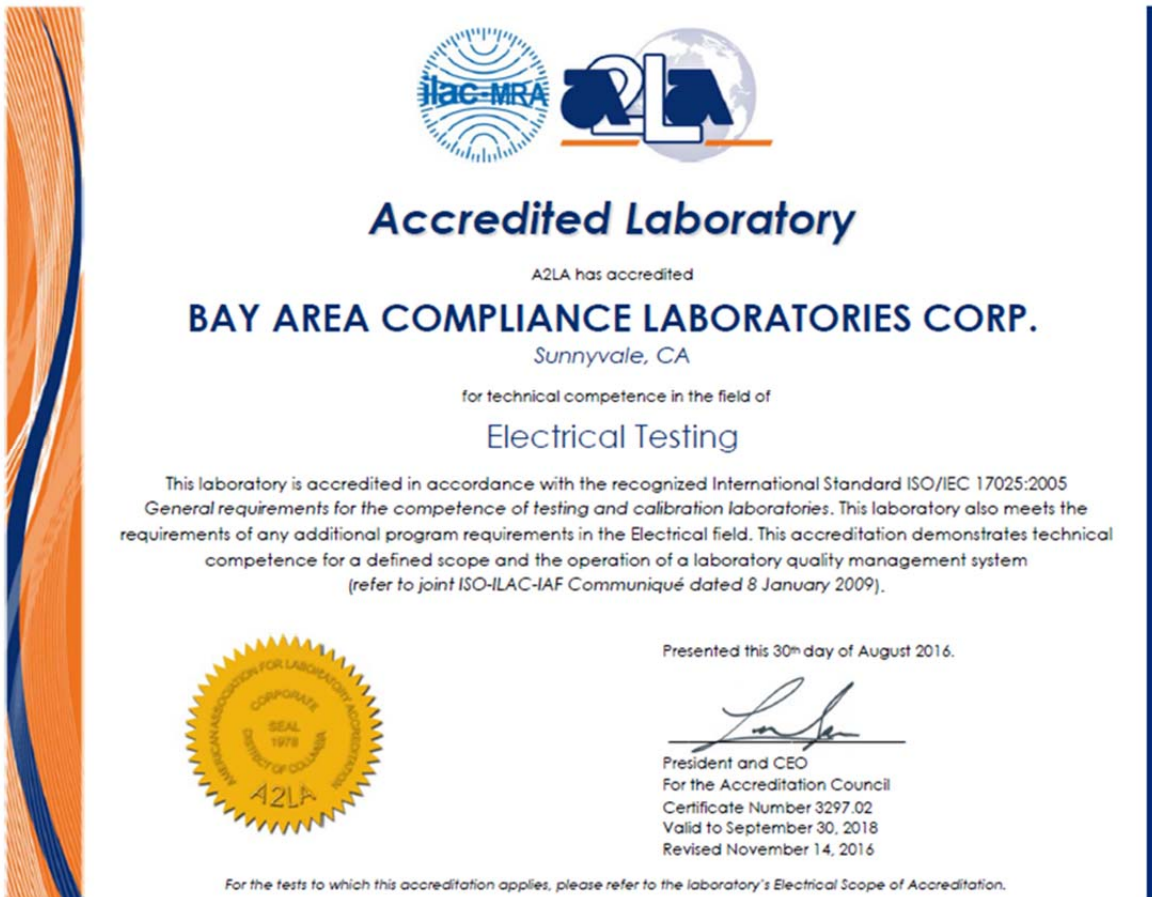 ilac-MRA
A2LA
Accredited Laboratory
A2LA has accredited
BAY AREA COMPLIANCE LABORATORIES CORP.
Sunnyvale, CA
for technical competence in the field of
Electrical Testing
This laboratory is accredited in accordance with the recognized International Standard ISO/IEC 17025:2005
General requirements for the competence of testing and calibration laboratories. This laboratory also meets the
requirements of any additional program requirements in the Electrical field. This accreditation demonstrates technical
competence for a defined scope and the operation of a laboratory quality management system
(refer to joint ISO-ILAC-IAF Communiqué dated 8 January 2009).
AMERICAN ASSOCIATION FOR LABORATORY ACCREDITATION
CORPORATE
SEAL
1978
DISTRICT OF COLUMBIA
A2LA
Presented this 30th day of August 2016.
President and CEO
For the Accreditation Council
Certificate Number 3297.02
Valid to September 30, 2018
Revised November 14, 2016
For the tests to which this accreditation applies, please refer to the laboratory's Electrical Scope of Accreditation.